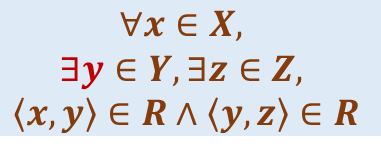 ∀x ∈ X,
∃y ∈ Y, ∃z ∈ Z,
⟨x, y⟩ ∈ R ∧ ⟨y, z⟩ ∈ R